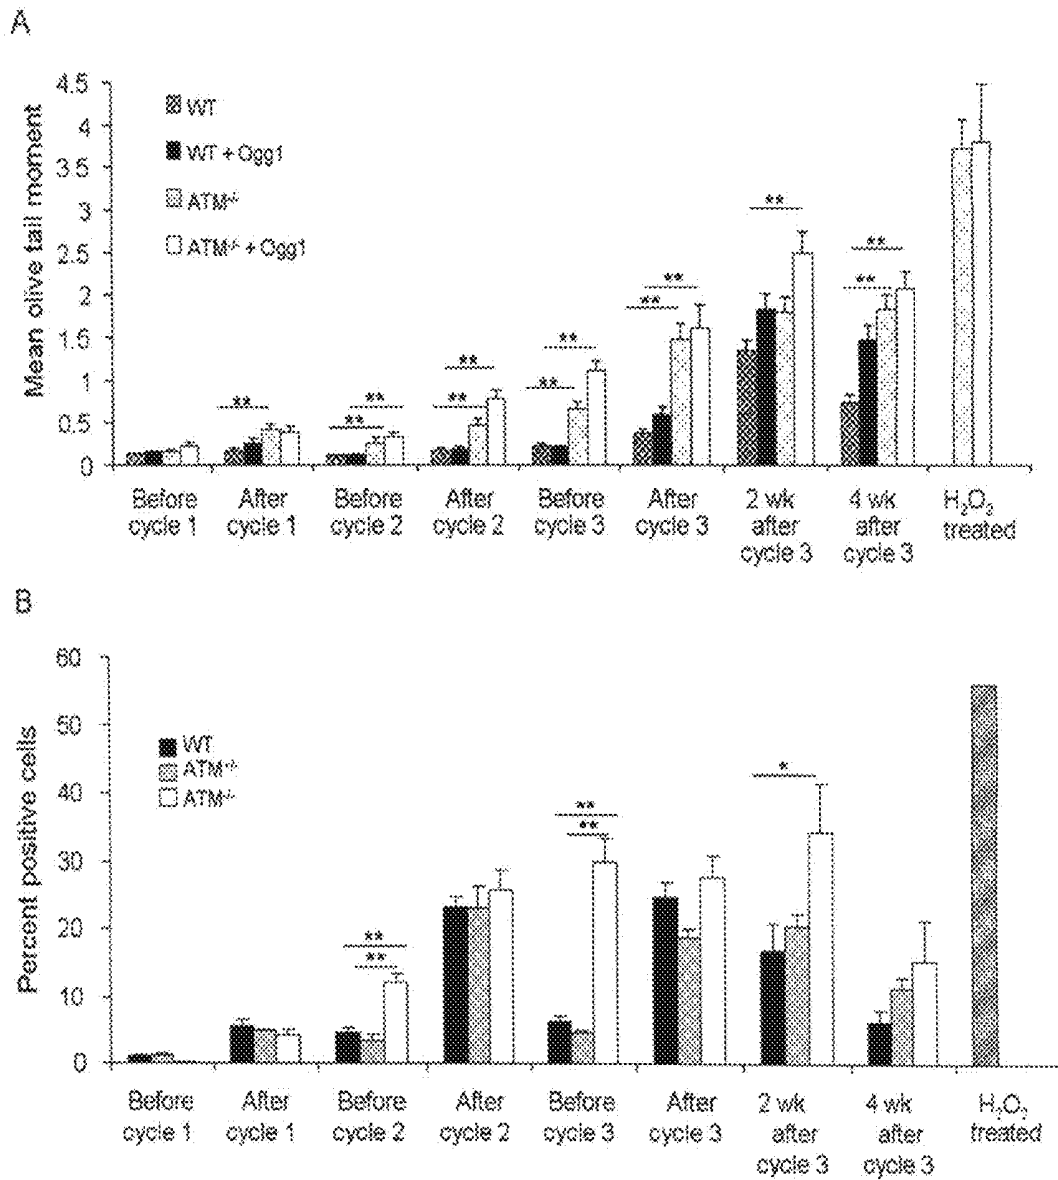 A
Mean olive tail moment
4.5
4
3.5
3
2.5
2
1.5
1
0.5
0
WT
WT + Ogg1
ATM-/-
ATM-/- + Ogg1
**
**
**
**
**
**
**
**
**
**
**
**
Before cycle 1
After cycle 1
Before cycle 2
After cycle 2
Before cycle 3
After cycle 3
2 wk after cycle 3
4 wk after cycle 3
H2O2 treated
B
Percent positive cells
60
50
40
30
20
10
0
WT
ATM+/-
ATM-/-
**
**
**
**
*
Before cycle 1
After cycle 1
Before cycle 2
After cycle 2
Before cycle 3
After cycle 3
2 wk after cycle 3
4 wk after cycle 3
H2O2 treated